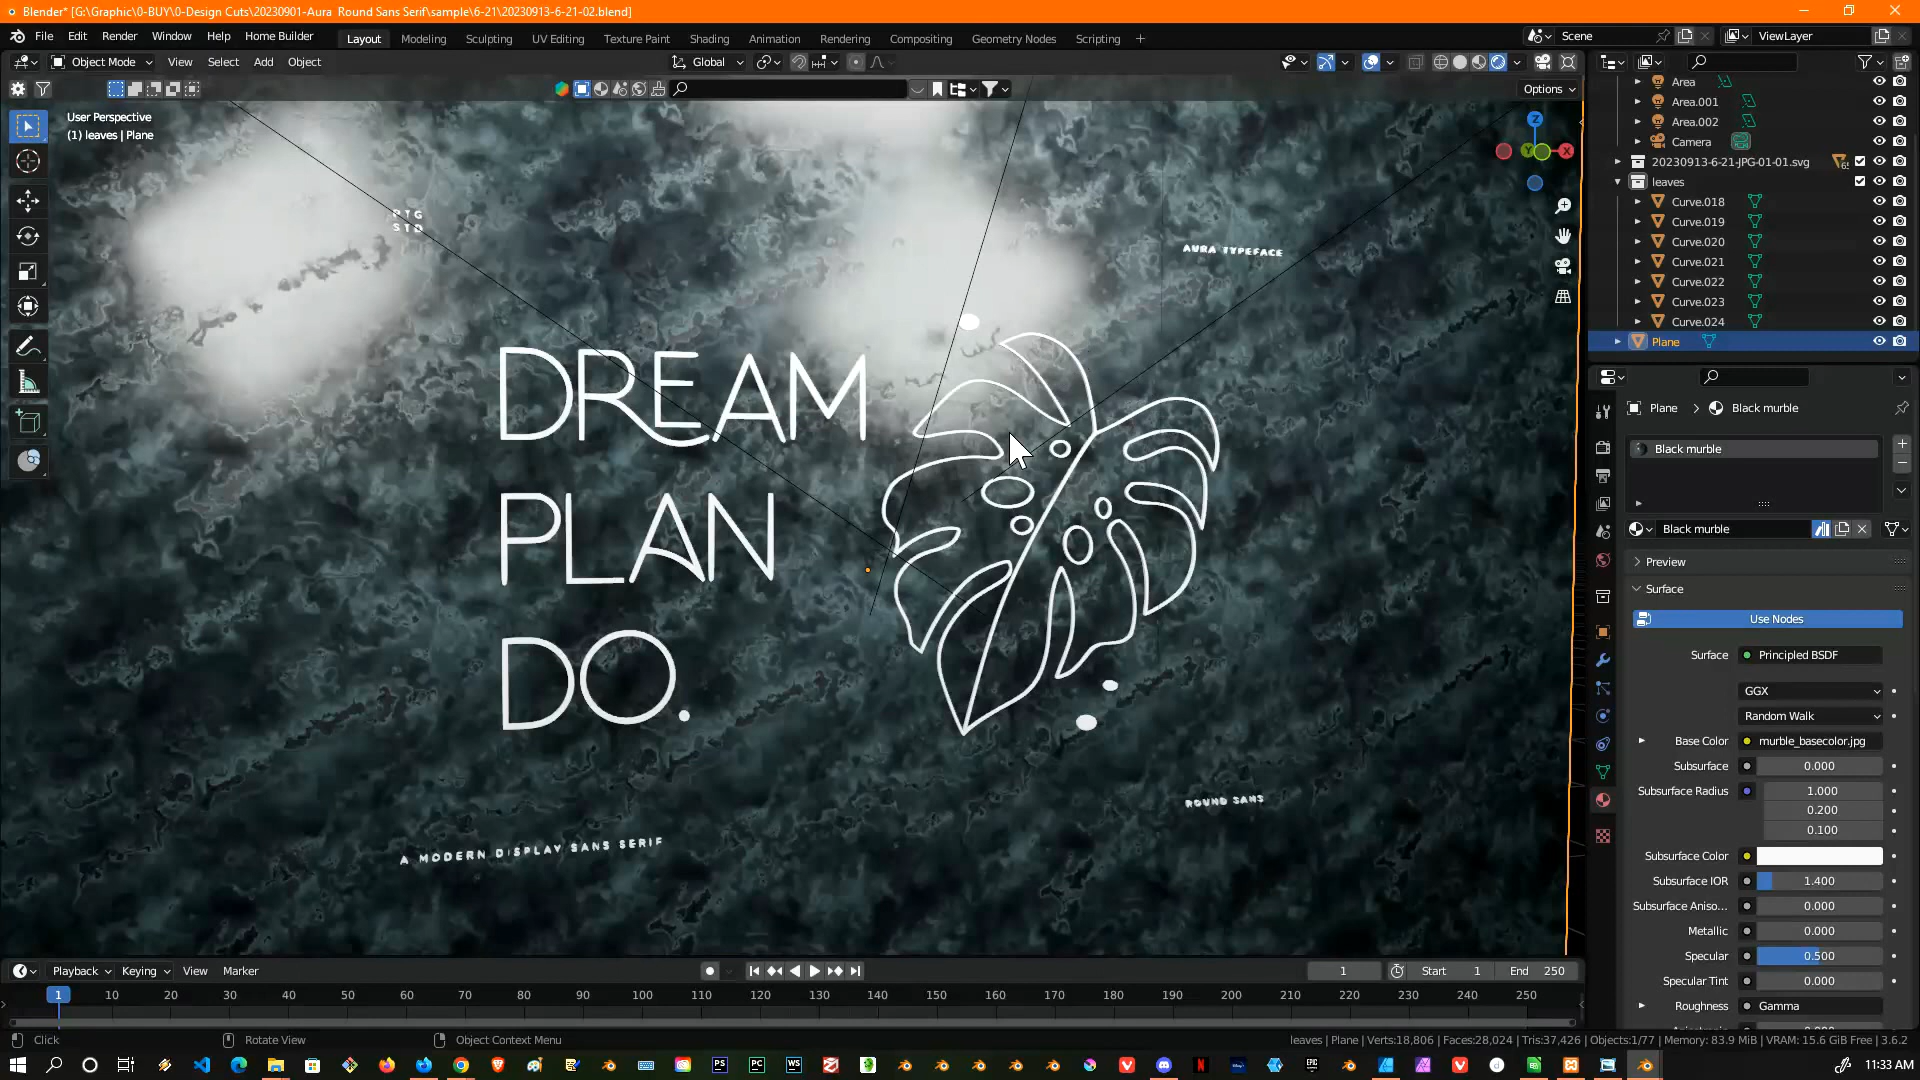 Blender* [G:\Graphic\0-BUY\0-Design Cuts\20230901-Aura  Round Sans Serif\sample\6-21\20230913-6-21-02.blend]
File Edit Render Window Help Home Builder
Layout Modeling Sculpting UV Editing Texture Paint Shading Animation Rendering Compositing Geometry Nodes Scripting +
Scene
ViewLayer
Object Mode View Select Add Object
Global
Options
User Perspective
(1) leaves | Plane
Z
Y
X
PTG
STD
AURA TYPEFACE
DREAM
PLAN
DO.
ROUND SANS
A MODERN DISPLAY SANS SERIF
Area
Area.001
Area.002
Camera
20230913-6-21-JPG-01-01.svg
leaves
Curve.018
Curve.019
Curve.020
Curve.021
Curve.022
Curve.023
Curve.024
Plane
Plane > Black murble
Black murble
Black murble
Preview
Surface
Use Nodes
Surface Principled BSDF
GGX
Random Walk
Base Color murble_basecolor.jpg
Subsurface 0.000
Subsurface Radius 1.000
0.200
0.100
Subsurface Color
Subsurface IOR 1.400
Subsurface Aniso... 0.000
Metallic 0.000
Specular 0.500
Specular Tint 0.000
Roughness Gamma
Playback Keying View Marker
1 Start 1 End 250
1 10 20 30 40 50 60 70 80 90 100 110 120 130 140 150 160 170 180 190 200 210 220 230 240 250
Click Rotate View Object Context Menu
leaves | Plane | Verts:18,806 | Faces:28,024 | Tris:37,426 | Objects:1/77 | Memory: 83.9 MiB | VRAM: 15.6 GiB Free | 3.6.2
PS PC WS
11:33 AM